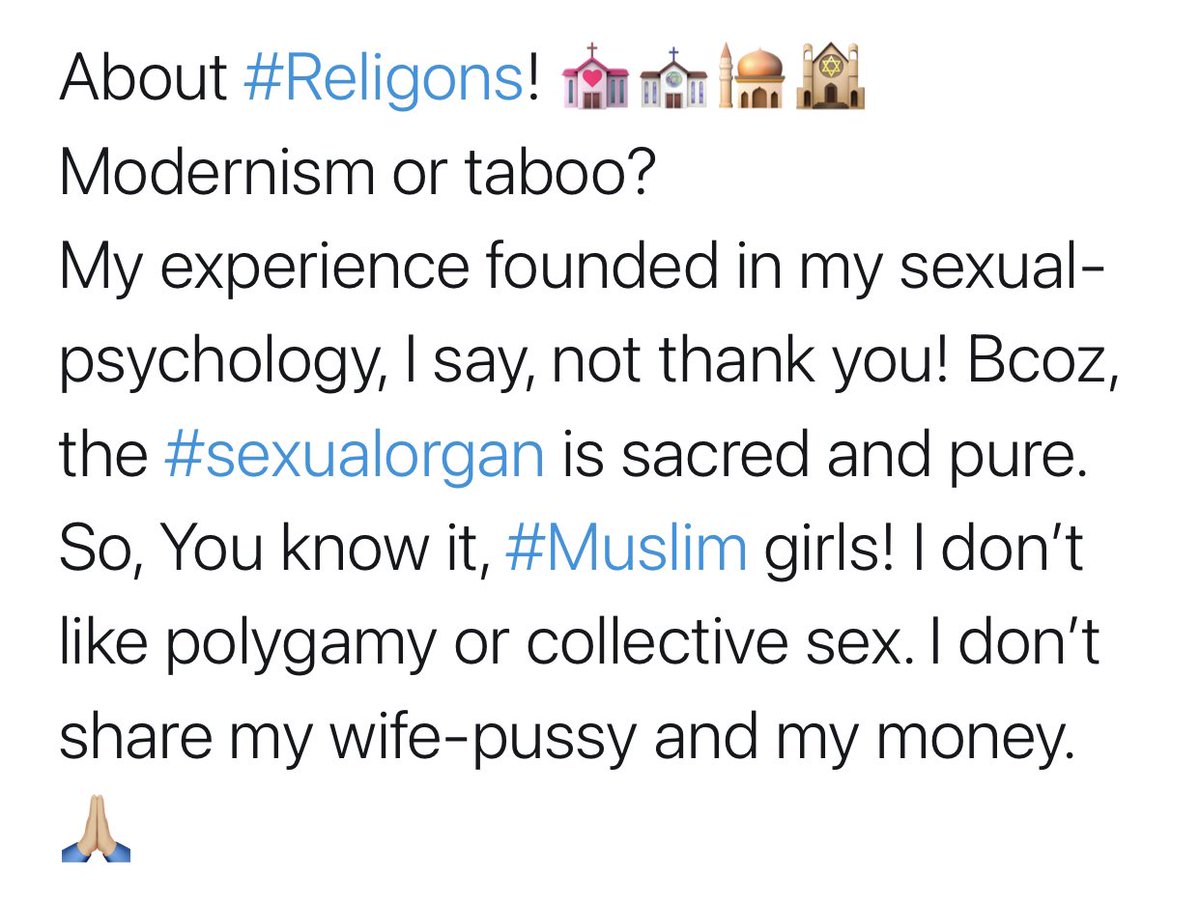 About #Religons! 💒⛪🕌🕍
Modernism or taboo?
My experience founded in my sexual-
psychology, I say, not thank you! Bcoz,
the #sexualorgan is sacred and pure.
So, You know it, #Muslim girls! I don’t
like polygamy or collective sex. I don’t
share my wife-pussy and my money.
🙏🏼